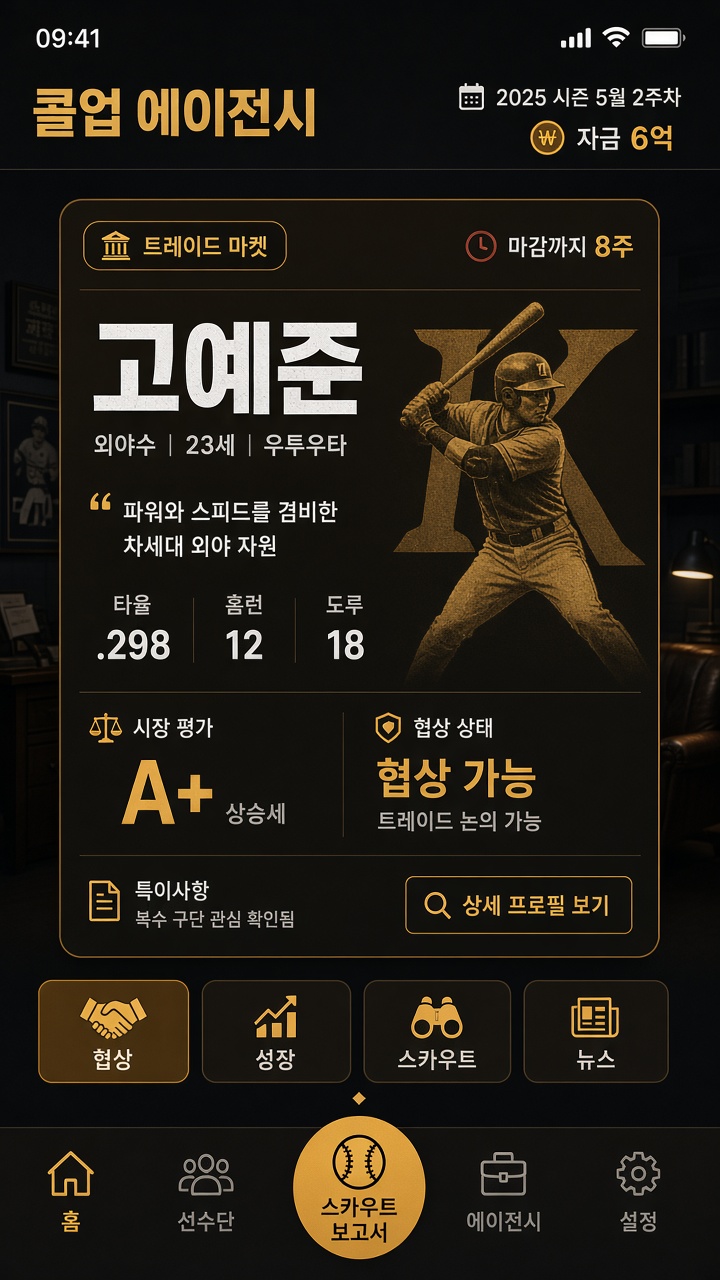 09:41
콜업 에이전시
2025 시즌 5월 2주차
₩ 자금 6억
트레이드 마켓
마감까지 8주
고예준
외야수 | 23세 | 우투우타
K
“ 파워와 스피드를 겸비한
차세대 외야 자원
타율 홈런 도루
.298 12 18
시장 평가
A+ 상승세
협상 상태
협상 가능
트레이드 논의 가능
특이사항
복수 구단 관심 확인됨
상세 프로필 보기
협상
성장
스카우트
뉴스
홈
선수단
스카우트
보고서
에이전시
설정